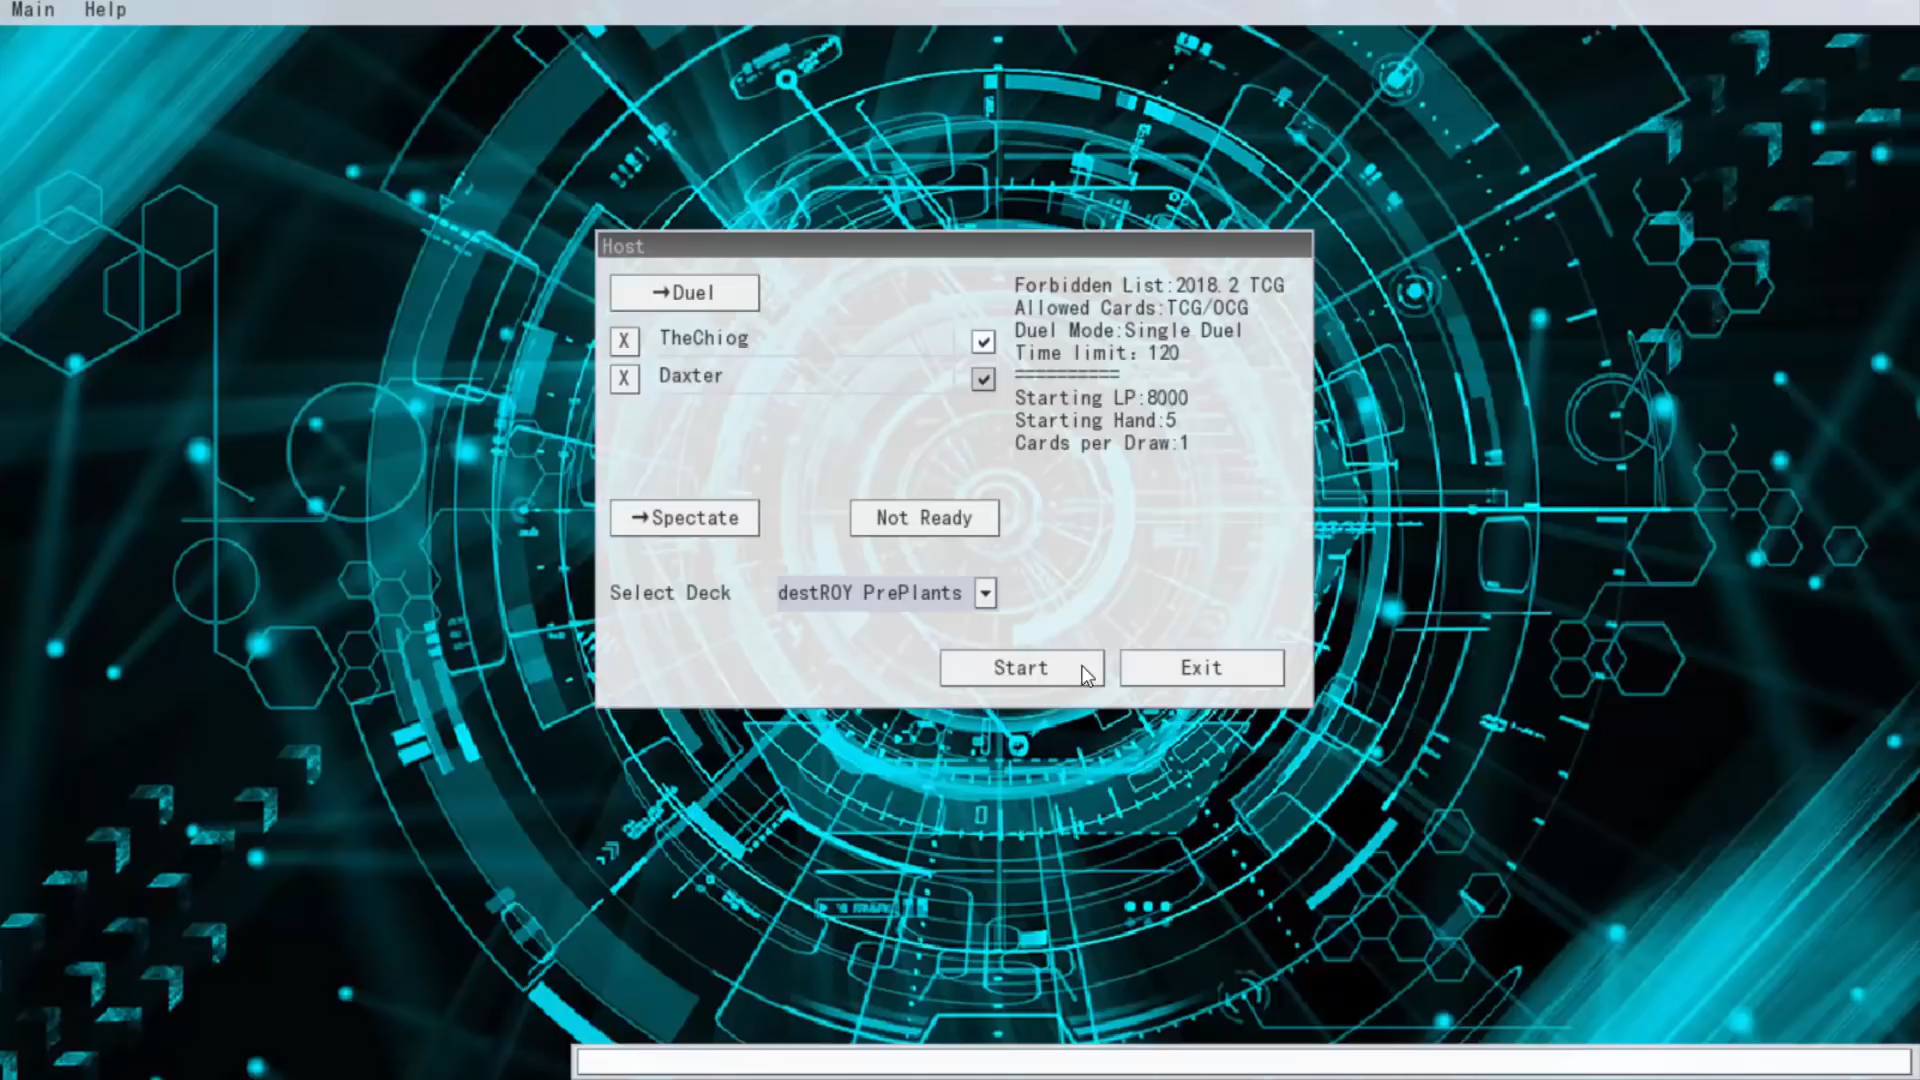 Main Help
Host
→Duel
X TheChiog
X Daxter
Forbidden List:2018.2 TCG
Allowed Cards:TCG/OCG
Duel Mode:Single Duel
Time limit: 120
==========
Starting LP:8000
Starting Hand:5
Cards per Draw:1
→Spectate
Not Ready
Select Deck
destROY PrePlants
Start
Exit